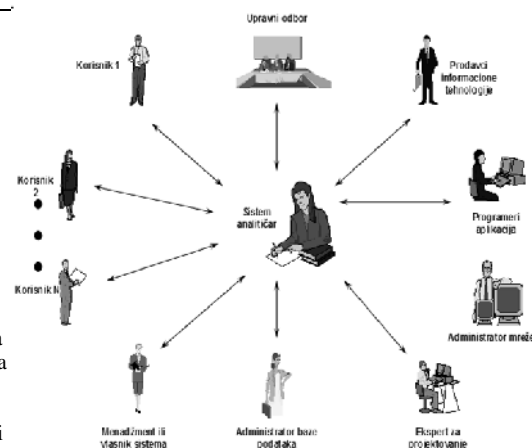 Upravni odbor
Korisnik 1
Prodavci
informacione
tehnologije
Korisnik
2
Sistem
analitičar
Programeri
aplikacija
Korisnik N
Administrator mreže
a
a
i
Menadžment ili
vlasnik sistema
Administrator baze
podataka
Ekspert za
projektovanje